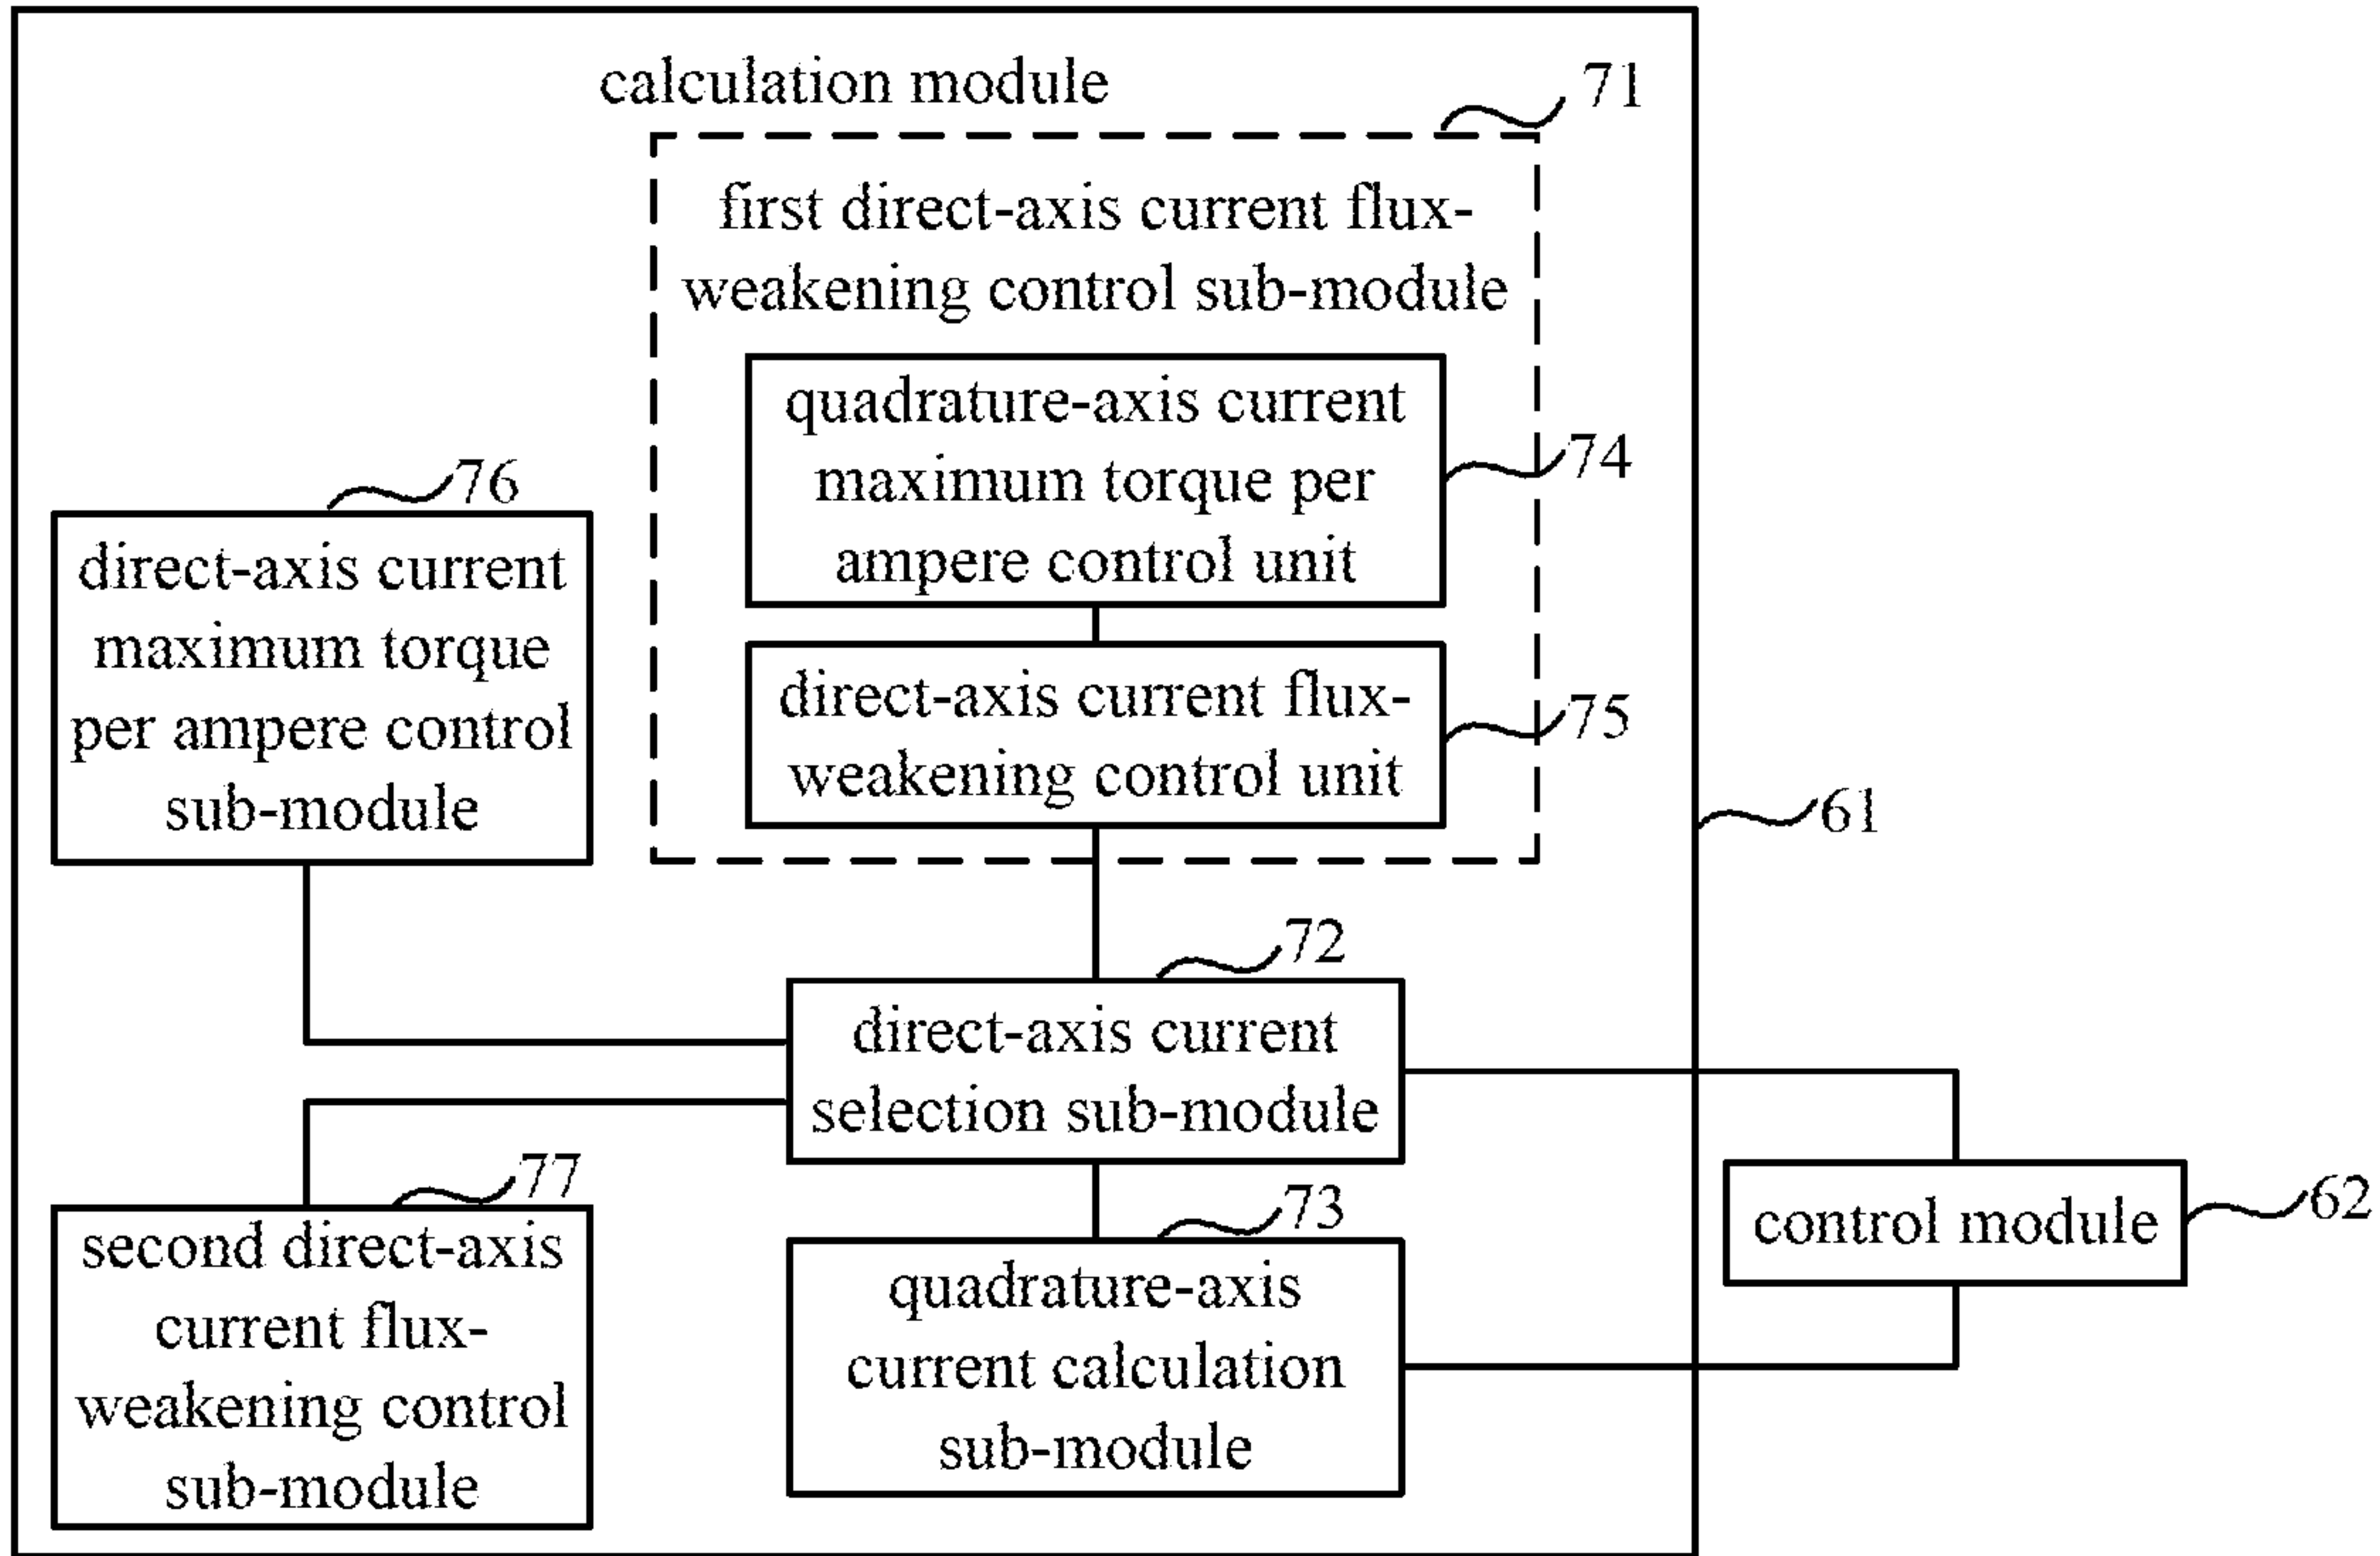 calculation module
71
first direct-axis current flux-
weakening control sub-module
quadrature-axis current
maximum torque per
ampere control unit
74
76
direct-axis current
maximum torque
per ampere control
sub-module
direct-axis current flux-
weakening control unit
75
61
72
direct-axis current
selection sub-module
77
second direct-axis
current flux-
weakening control
sub-module
73
quadrature-axis
current calculation
sub-module
control module
62